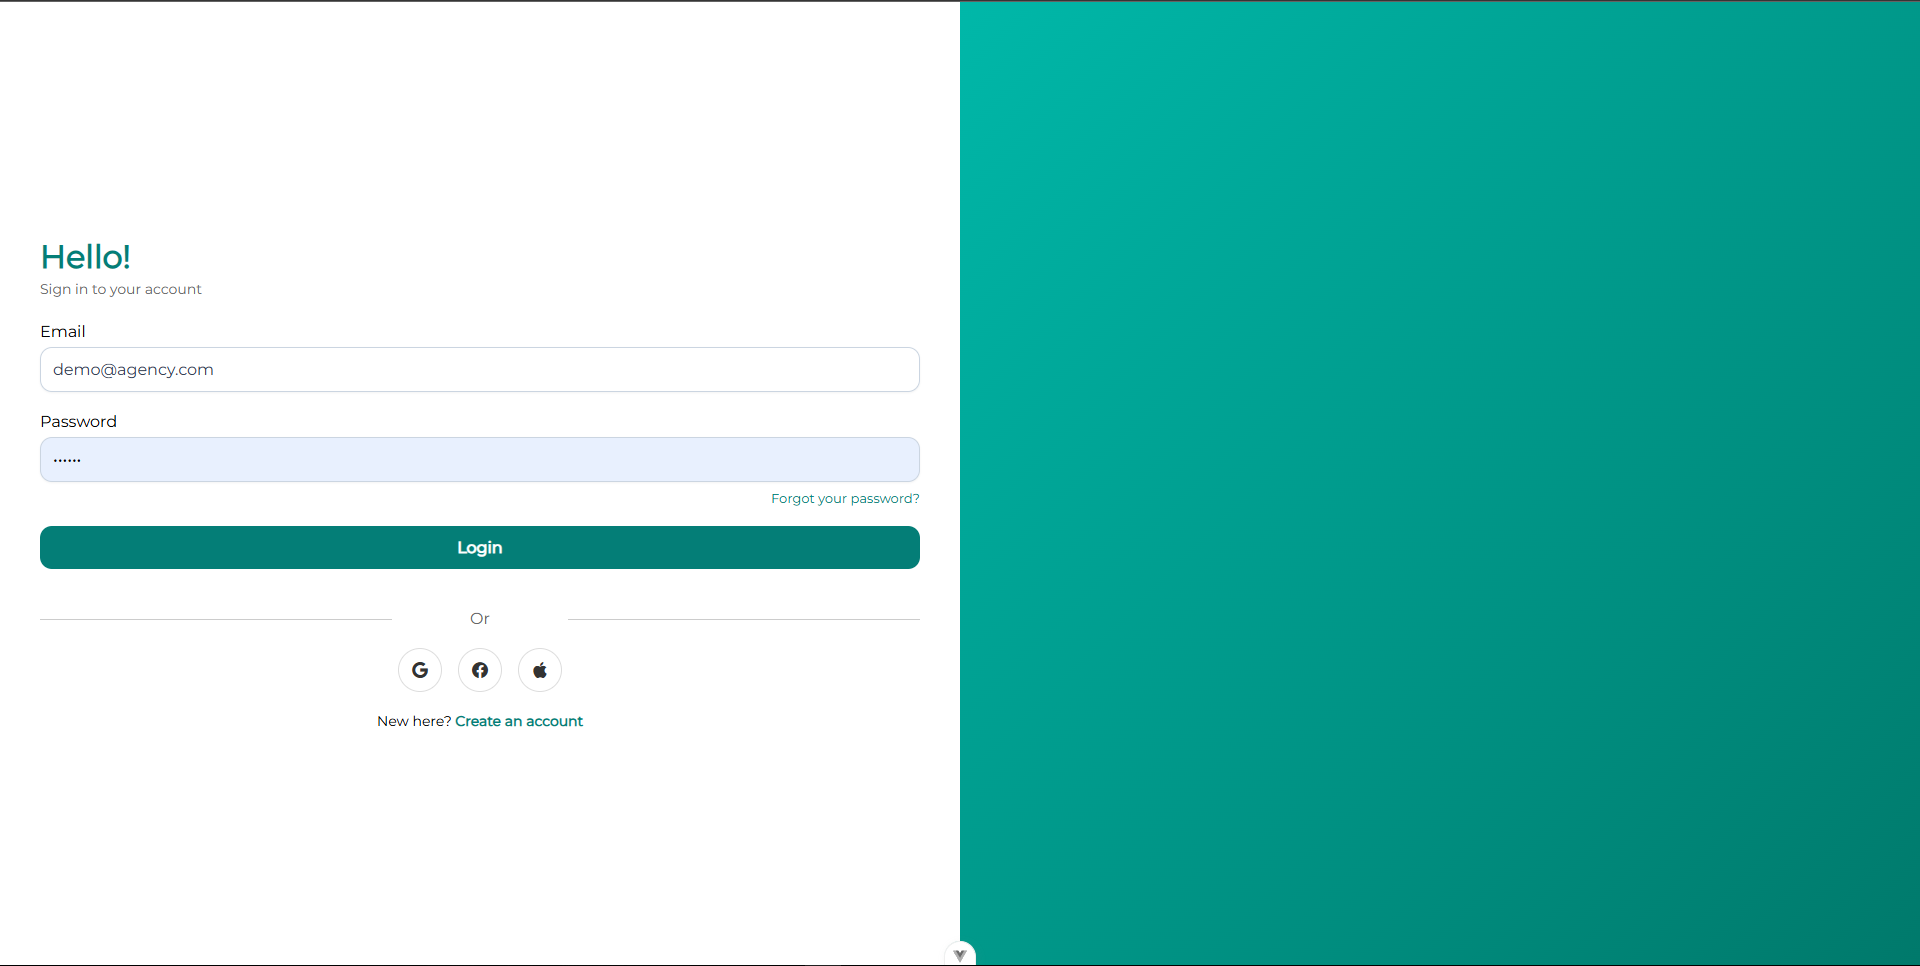 Hello!
Sign in to your account
Email
demo@agency.com
Password
••••••
Forgot your password?
Login
Or
New here? Create an account